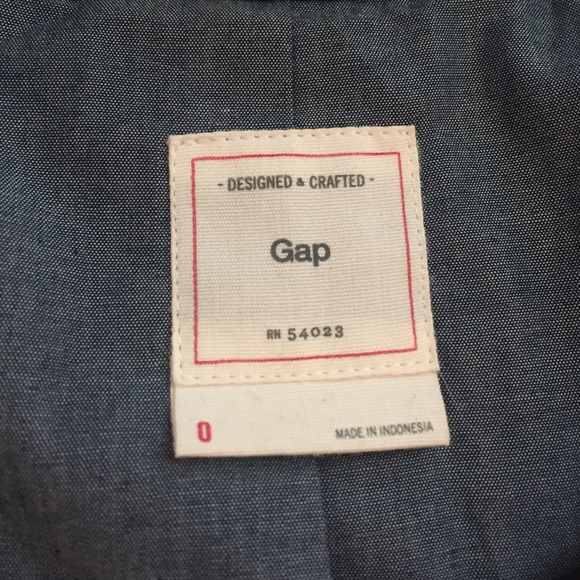 - DESIGNED & CRAFTED -
Gap
RN 54023
0
MADE IN INDONESIA